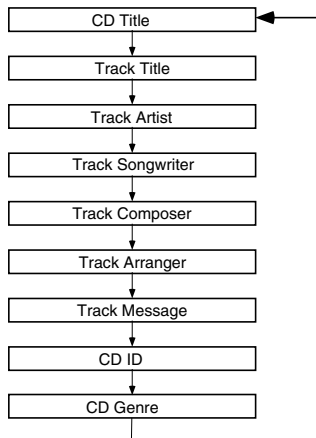 CD Title
Track Title
Track Artist
Track Songwriter
Track Composer
Track Arranger
Track Message
CD ID
CD Genre